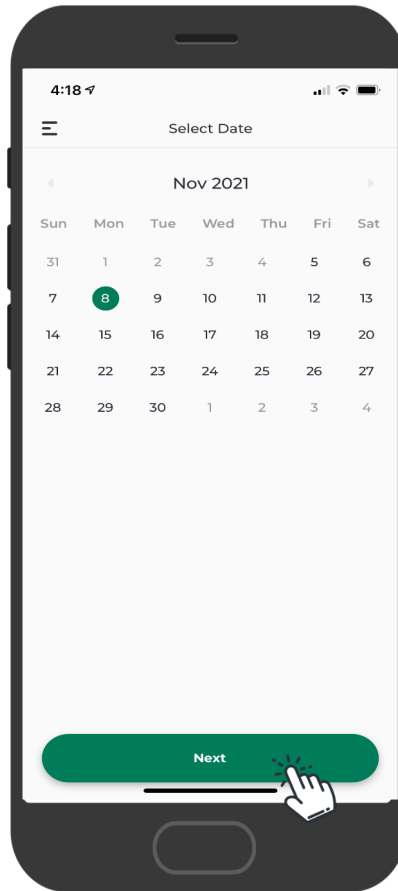 4:18
Select Date
Nov 2021
Sun Mon Tue Wed Thu Fri Sat
31 1 2 3 4 5 6
7 8 9 10 11 12 13
14 15 16 17 18 19 20
21 22 23 24 25 26 27
28 29 30 1 2 3 4
Next